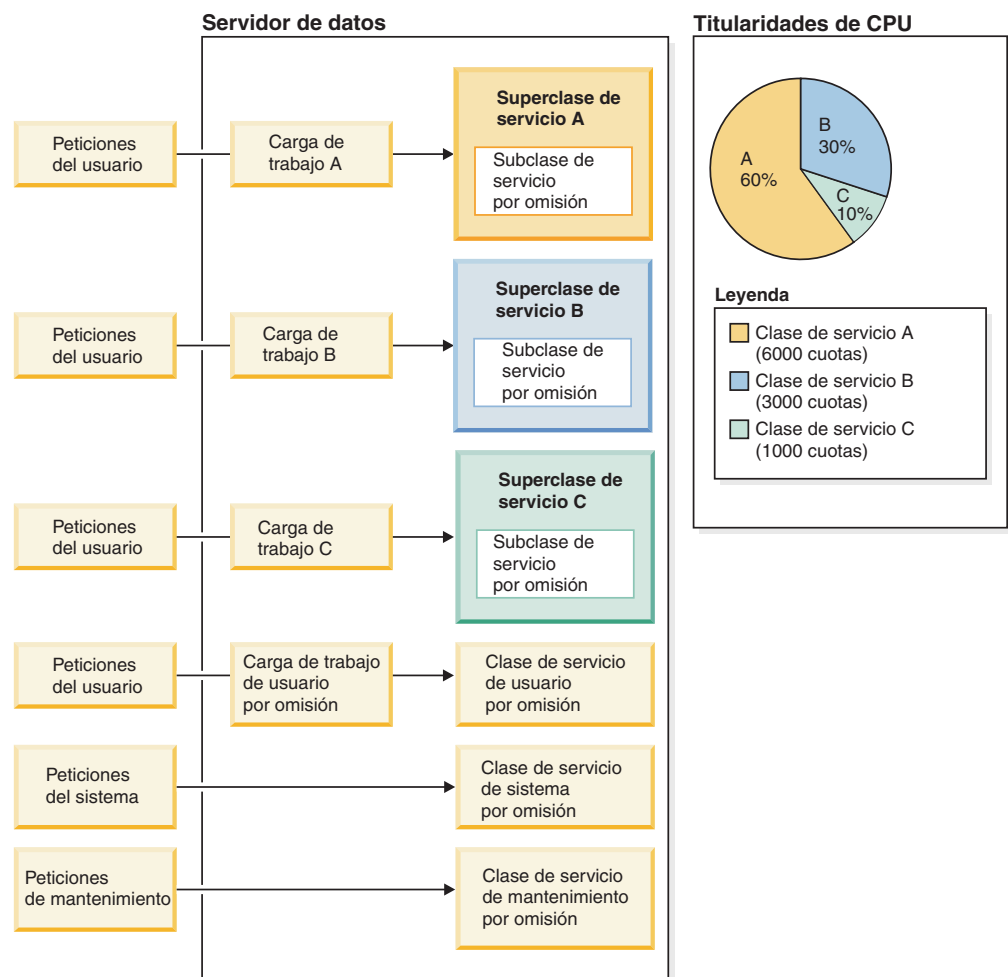 Servidor de datos
Peticiones
del usuario
Carga de
trabajo A
Superclase de
servicio A
Subclase de
servicio
por omisión
Peticiones
del usuario
Carga de
trabajo B
Superclase de
servicio B
Subclase de
servicio
por omisión
Peticiones
del usuario
Carga de
trabajo C
Superclase de
servicio C
Subclase de
servicio
por omisión
Peticiones
del usuario
Carga de trabajo
de usuario
por omisión
Clase de servicio
de usuario
por omisión
Peticiones
del sistema
Clase de servicio
de sistema
por omisión
Peticiones
de mantenimiento
Clase de servicio
de mantenimiento
por omisión
Titularidades de CPU
A
60%
B
30%
C
10%
Leyenda
Clase de servicio A
(6000 cuotas)
Clase de servicio B
(3000 cuotas)
Clase de servicio C
(1000 cuotas)